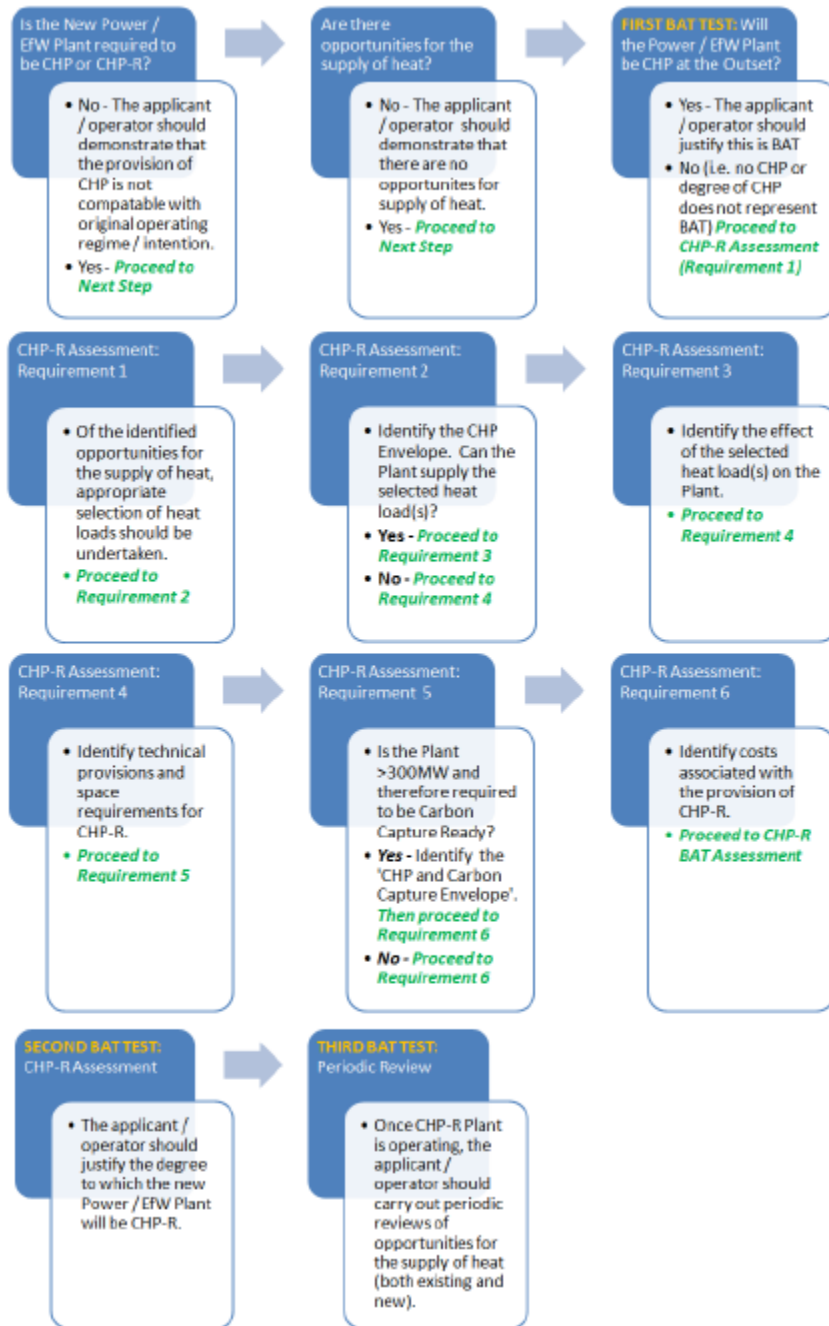 Is the New Power /
EfW Plant required to
be CHP or CHP-R?
• No - The applicant
/ operator should
demonstrate that
the provision of
CHP is not
compatable with
original operating
regime / intention.
• Yes - Proceed to
Next Step
Are there
opportunities for the
supply of heat?
• No - The applicant
/ operator should
demonstrate that
there are no
opportunites for
supply of heat.
• Yes - Proceed to
Next Step
FIRST BAT TEST: Will
the Power / EfW Plant
be CHP at the Outset?
• Yes - The applicant
/ operator should
justify this is BAT
• No (i.e. no CHP or
degree of CHP
does not represent
BAT) Proceed to
CHP-R Assessment
(Requirement 1)
CHP-R Assessment:
Requirement 1
• Of the identified
opportunities for
the supply of heat,
appropriate
selection of heat
loads should be
undertaken.
• Proceed to
Requirement 2
CHP-R Assessment:
Requirement 2
• Identify the CHP
Envelope. Can the
Plant supply the
selected heat
load(s)?
• Yes - Proceed to
Requirement 3
• No - Proceed to
Requirement 4
CHP-R Assessment:
Requirement 3
• Identify the effect
of the selected
heat load(s) on the
Plant.
• Proceed to
Requirement 4
CHP-R Assessment:
Requirement 4
• Identify technical
provisions and
space
requirements for
CHP-R.
• Proceed to
Requirement 5
CHP-R Assessment:
Requirement 5
• Is the Plant
>300MW and
therefore required
to be Carbon
Capture Ready?
• Yes - Identify the
'CHP and Carbon
Capture Envelope'.
Then proceed to
Requirement 6
• No - Proceed to
Requirement 6
CHP-R Assessment:
Requirement 6
• Identify costs
associated with
the provision of
CHP-R.
• Proceed to CHP-R
BAT Assessment
SECOND BAT TEST:
CHP-R Assessment
• The applicant /
operator should
justify the degree
to which the new
Power / EfW Plant
will be CHP-R.
THIRD BAT TEST:
Periodic Review
• Once CHP-R Plant
is operating, the
applicant /
operator should
carry out periodic
reviews of
opportunities for
the supply of heat
(both existing and
new).